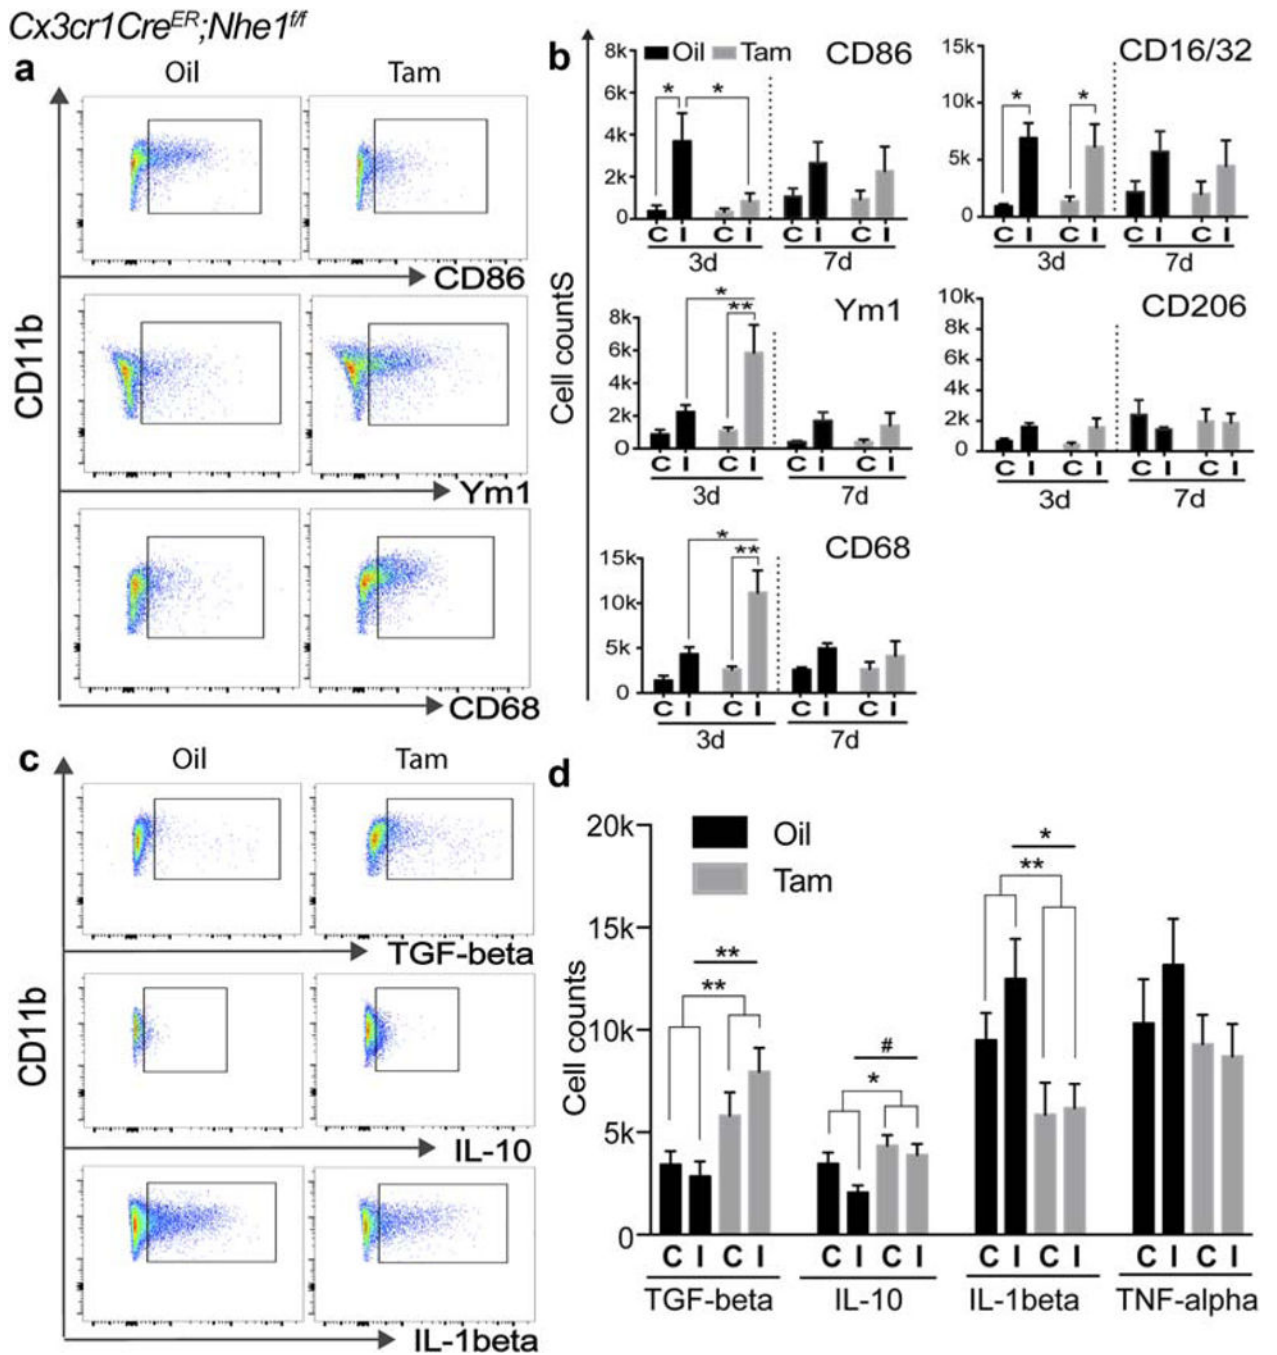 Cx3cr1Cre^ER;Nhe1^f/f
a
Oil Tam
CD11b
CD86
Ym1
CD68
b
Cell countS
Oil Tam CD86
8k
6k
4k
2k
0
C I C I C I C I
3d 7d
CD16/32
15k
10k
5k
0
C I C I C I C I
3d 7d
* * * *
Ym1
8k
6k
4k
2k
0
* **
C I C I C I C I
3d 7d
CD206
10k
8k
6k
4k
2k
0
C I C I C I C I
3d 7d
CD68
15k
10k
5k
0
* **
C I C I C I C I
3d 7d
c
Oil Tam
CD11b
TGF-beta
IL-10
IL-1beta
d
Cell counts
20k
15k
10k
5k
0
Oil
Tam
** ** # * * **
C I C I C I C I C I C I C I C I
TGF-beta IL-10 IL-1beta TNF-alpha